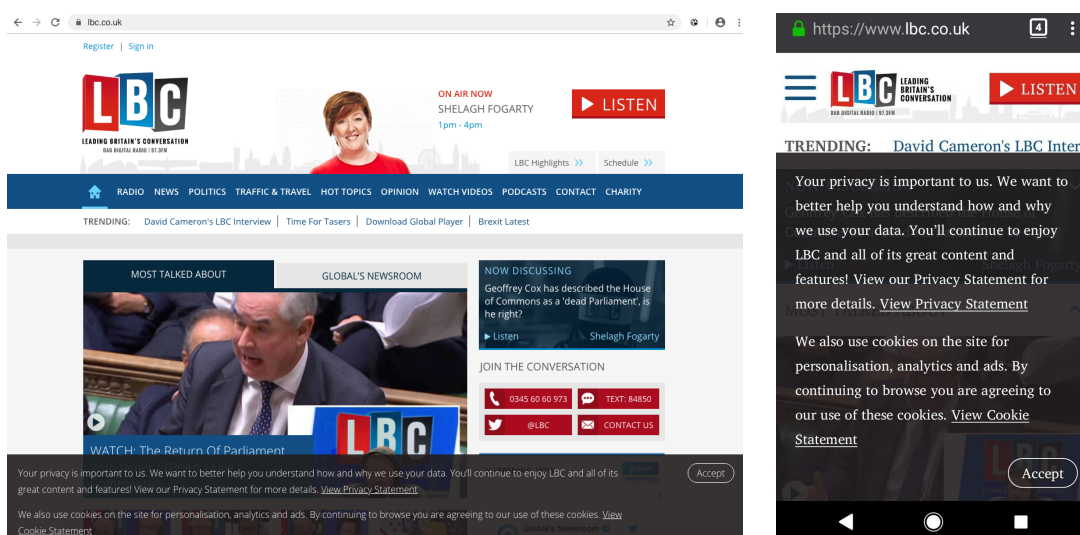 lbc.co.uk
Register | Sign in
LBC
LEADING BRITAIN'S CONVERSATION
DAB DIGITAL RADIO | 97.3FM
ON AIR NOW
SHELAGH FOGARTY
1pm - 4pm
LISTEN
LBC Highlights
Schedule
RADIO NEWS POLITICS TRAFFIC & TRAVEL HOT TOPICS OPINION WATCH VIDEOS PODCASTS CONTACT CHARITY
TRENDING: David Cameron's LBC Interview | Time For Tasers | Download Global Player | Brexit Latest
MOST TALKED ABOUT
GLOBAL'S NEWSROOM
NOW DISCUSSING
Geoffrey Cox has described the House
of Commons as a 'dead Parliament', is
he right?
Listen
Shelagh Fogarty
JOIN THE CONVERSATION
0345 60 60 973
TEXT: 84850
@LBC
CONTACT US
LBC
WATCH: The Return Of Parliament
Your privacy is important to us. We want to better help you understand how and why we use your data. You'll continue to enjoy LBC and all of its
great content and features! View our Privacy Statement for more details. View Privacy Statement
Accept
We also use cookies on the site for personalisation, analytics and ads. By continuing to browse you are agreeing to our use of these cookies. View
Cookie Statement
Global's Newsroom
https://www.lbc.co.uk
4
LBC
LEADING
BRITAIN'S
CONVERSATION
DAB DIGITAL RADIO | 97.3FM
LISTEN
TRENDING: David Cameron's LBC Inter
Your privacy is important to us. We want to
better help you understand how and why
we use your data. You'll continue to enjoy
LBC and all of its great content and
features! View our Privacy Statement for
more details. View Privacy Statement
We also use cookies on the site for
personalisation, analytics and ads. By
continuing to browse you are agreeing to
our use of these cookies. View Cookie
Statement
Accept